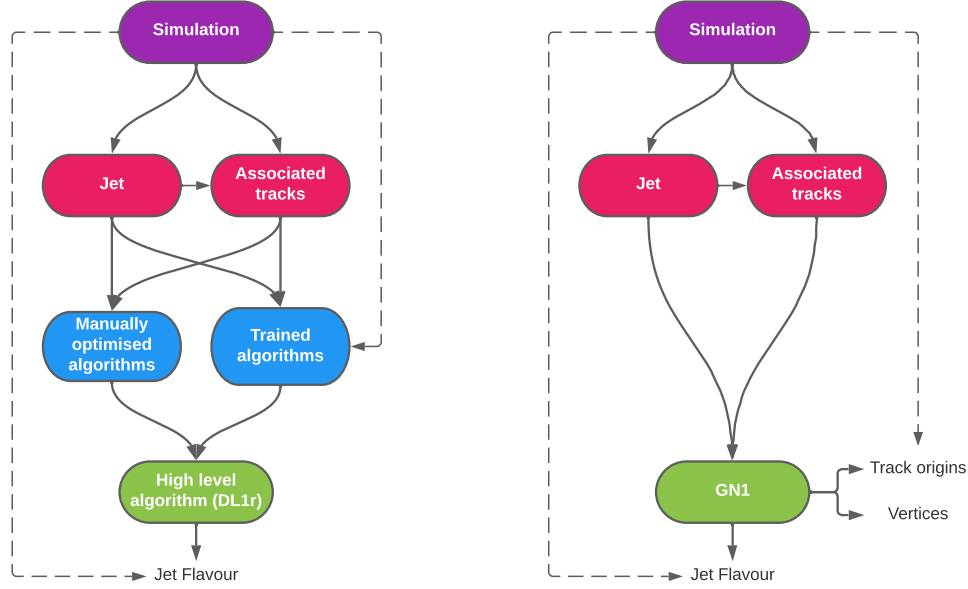 Simulation
Jet
Associated
tracks
Manually
optimised
algorithms
Trained
algorithms
High level
algorithm (DL1r)
Jet Flavour
Simulation
Jet
Associated
tracks
GN1
Track origins
Vertices
Jet Flavour